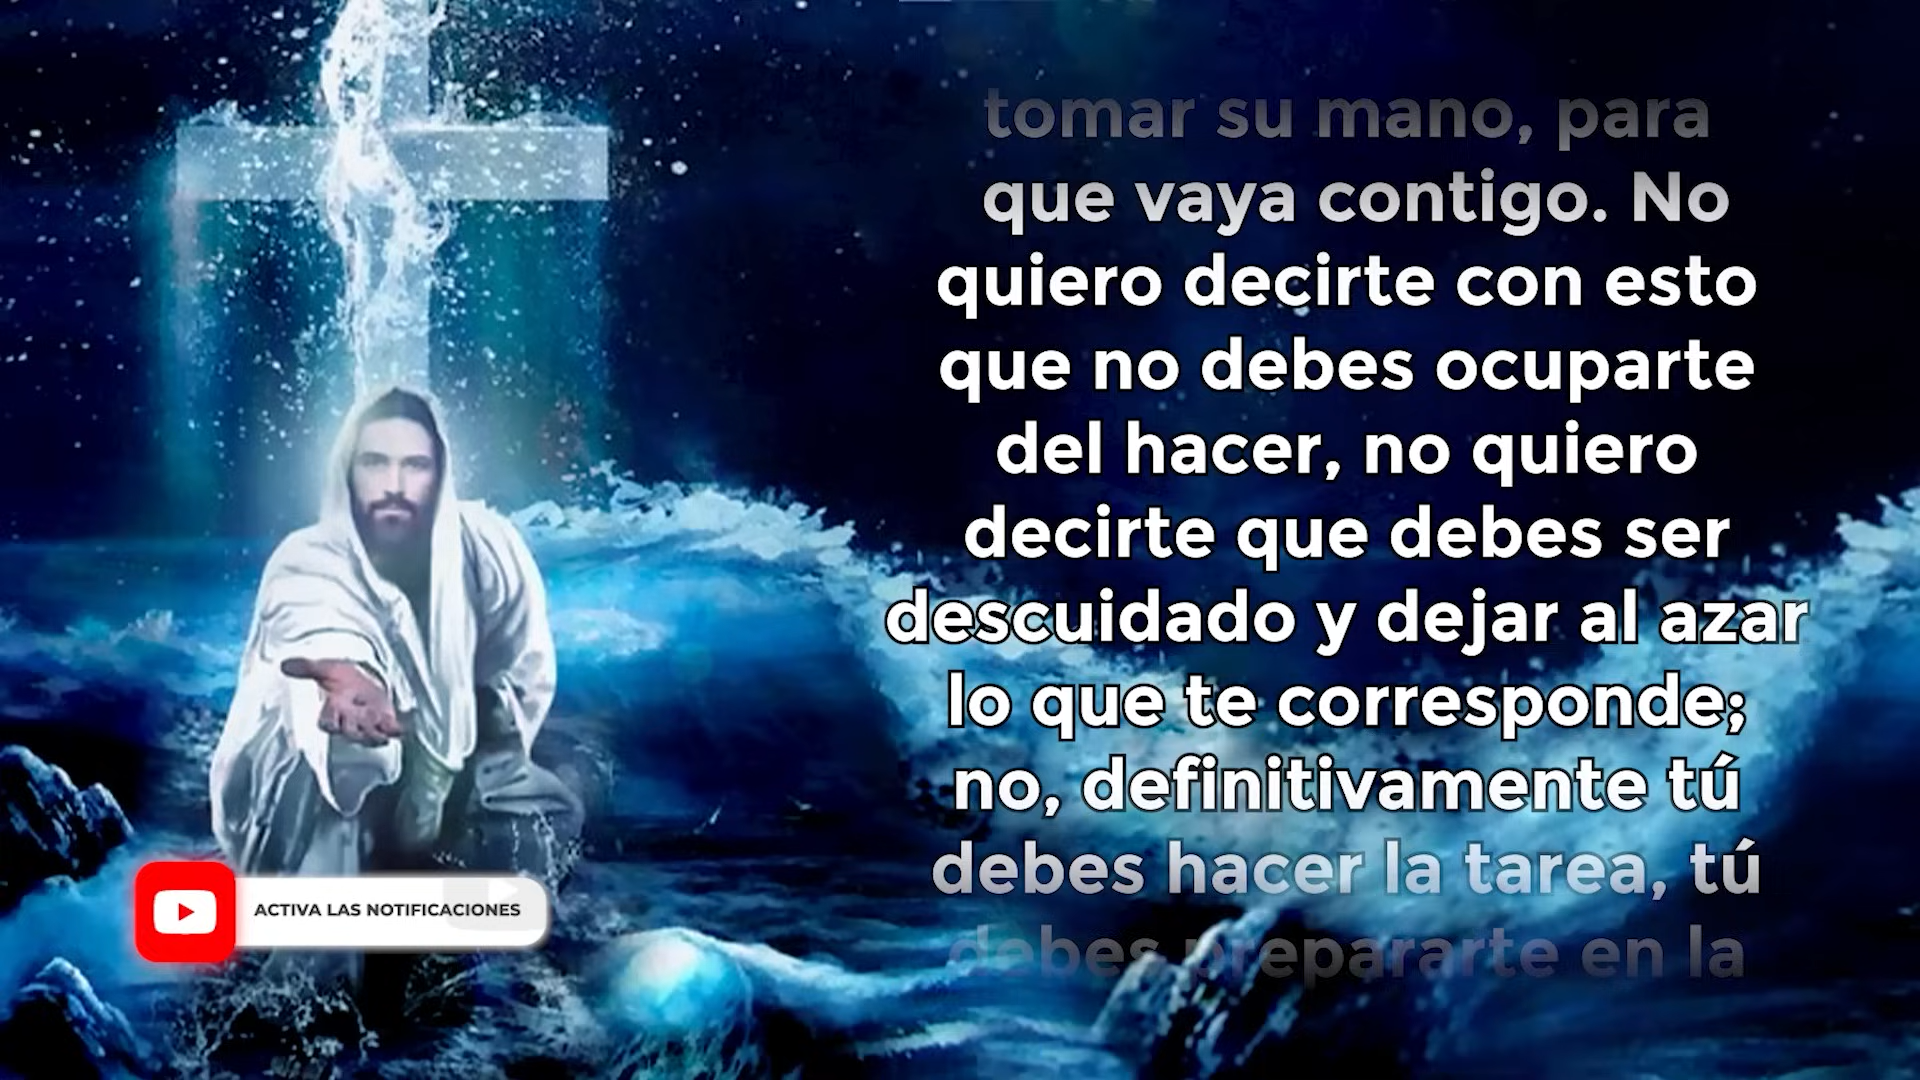 tomar su mano, para
que vaya contigo. No
quiero decirte con esto
que no debes ocuparte
del hacer, no quiero
decirte que debes ser
descuidado y dejar al azar
lo que te corresponde;
no, definitivamente tú
debes hacer la tarea, tú
debes prepararte en la
ACTIVA LAS NOTIFICACIONES